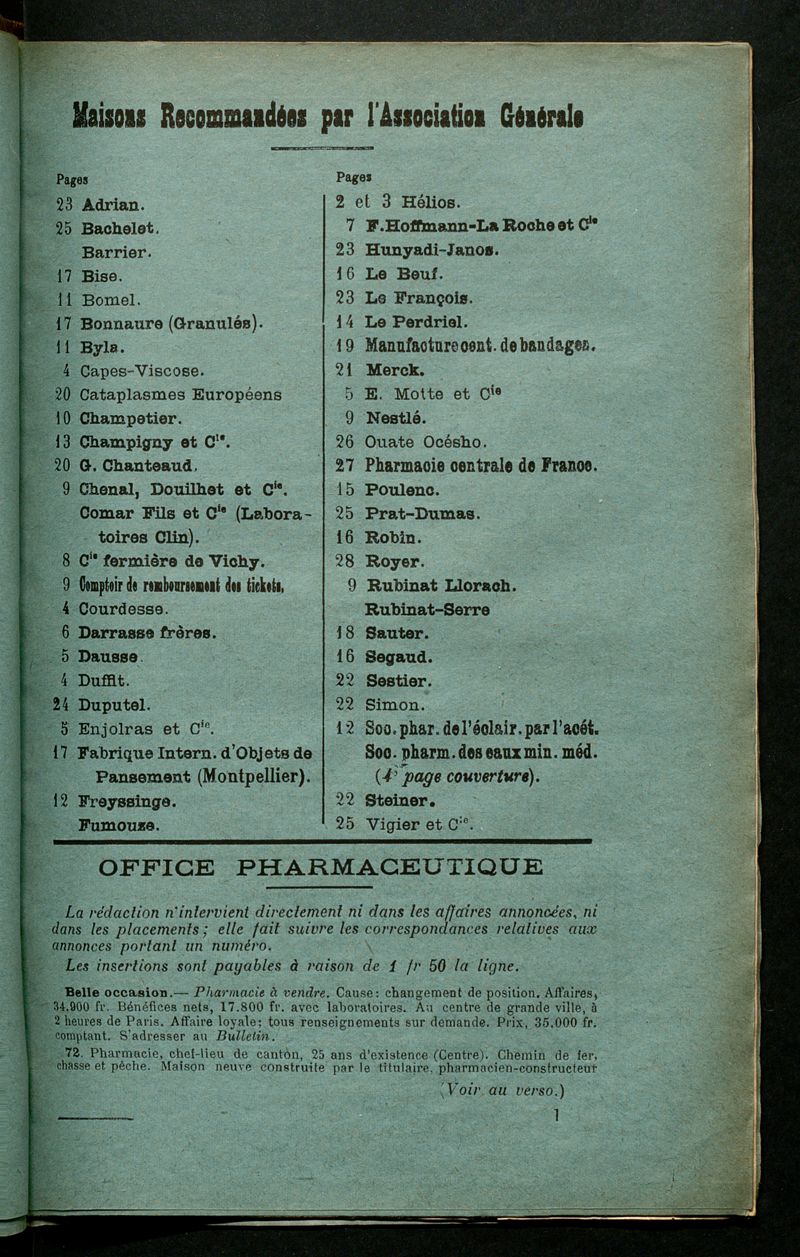 Maisons Recommandées par l'Association Générale
Pages
23 Adrian.
25 Bachelet.
Barrier.
17 Bise.
11 Bomel.
17 Bonnaure (Granulés).
11 Byla.
4 Capes-Viscose.
20 Cataplasmes Européens
10 Champetier.
13 Champigny et Cie.
20 G. Chanteaud.
9 Chenal, Douilhet et Cie.
Comar Fils et Cie (Labora-
toires Clin).
8 Cie fermière de Vichy.
9 Comptoir de remboursement des tickets,
4 Courdesse.
6 Darrasse frères.
5 Dausse.
4 Dufflt.
24 Duputel.
5 Enjolras et Cie.
17 Fabrique Intern. d'Objets de
Pansement (Montpellier).
12 Freyssinge.
Fumouze.
Pages
2 et 3 Hélios.
7 F. Hoffmann-La Roche et Cie
23 Hunyadi-Janos.
16 Le Beuf.
23 Le François.
14 Le Perdriel.
19 Manufacture cent. de bandages.
21 Merck.
5 E. Motte et Cie
9 Nestlé.
26 Ouate Océsho.
27 Pharmacie centrale de France.
15 Poulenc.
25 Prat-Dumas.
16 Robin.
28 Royer.
9 Rubinat Llorach.
Rubinat-Serre
18 Sauter.
16 Segaud.
22 Sestier.
22 Simon.
12 Soc. phar. de l'éclair. par l'acét.
Soc. pharm. des eaux min. méd.
(4e page couverture).
22 Steiner.
25 Vigier et Cie.
OFFICE PHARMACEUTIQUE
La rédaction n'intervient directement ni dans les affaires annoncées, ni
dans les placements ; elle fait suivre les correspondances relatives aux
annonces portant un numéro.
Les insertions sont payables à raison de 1 fr 50 la ligne.
Belle occasion.— Pharmacie à vendre. Cause: changement de position. Affaires,
34.900 fr. Bénéfices nets, 17.800 fr. avec laboratoires. Au centre de grande ville, à
2 heures de Paris. Affaire loyale; tous renseignements sur demande. Prix, 35.000 fr.
comptant. S'adresser au Bulletin.
72. Pharmacie, chef-lieu de canton, 25 ans d'existence (Centre). Chemin de fer,
chasse et pêche. Maison neuve construite par le titulaire, pharmacien-constructeur
(Voir au verso.)
1